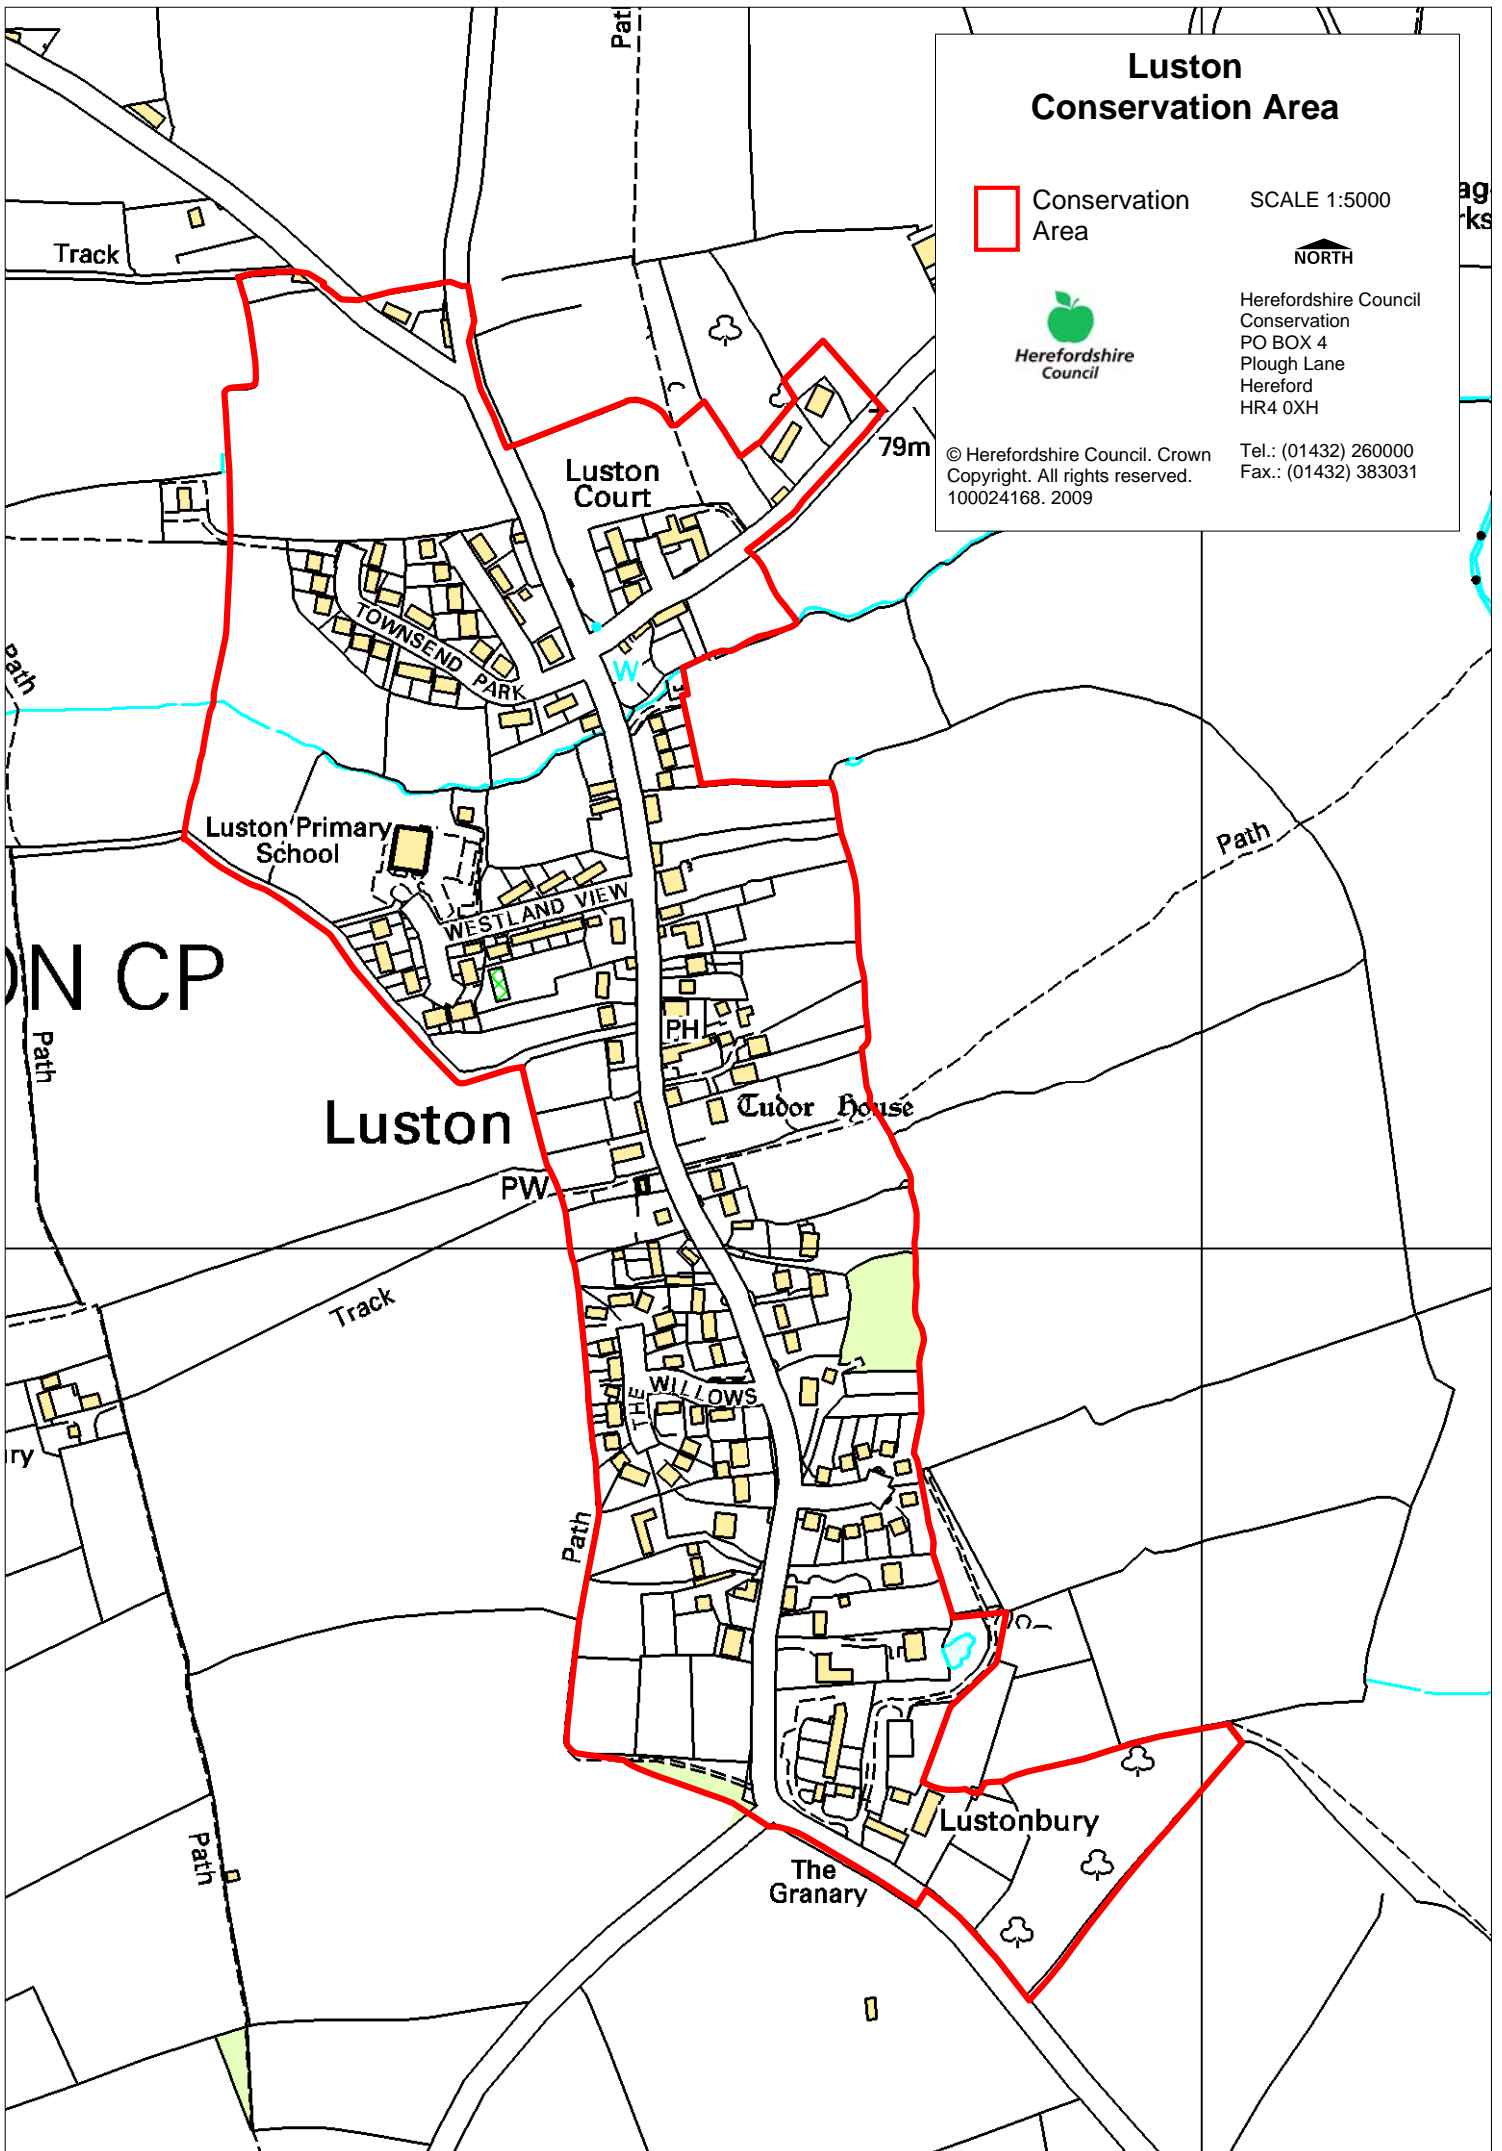 Luston
Conservation Area
Conservation
Area
SCALE 1:5000
NORTH
Herefordshire
Council
Herefordshire Council
Conservation
PO BOX 4
Plough Lane
Hereford
HR4 0XH
Tel.: (01432) 260000
Fax.: (01432) 383031
© Herefordshire Council. Crown
Copyright. All rights reserved.
100024168. 2009
Track
79m
Luston
Court
TOWNSEND PARK
W
Path
Luston Primary
School
Path
WESTLAND VIEW
ON CP
PH
Path
Luston
Tudor House
PW
Track
THE WILLOWS
Path
Lustonbury
Path
The
Granary